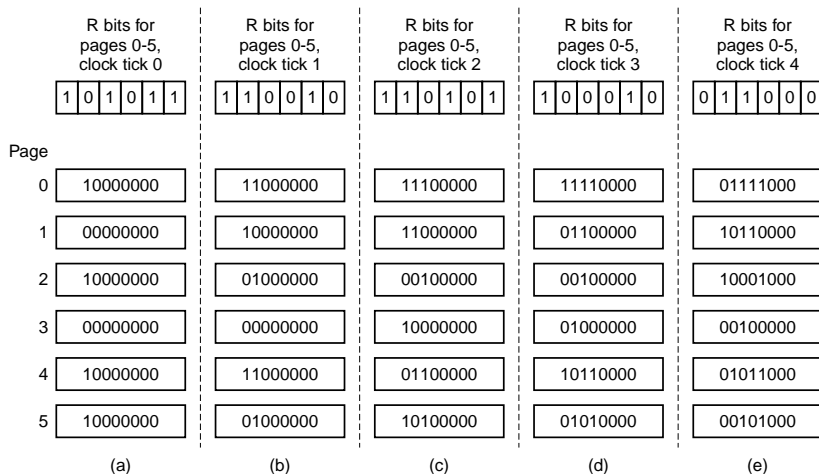 R bits for R bits for R bits for R bits for R bits for
pages 0-5, pages 0-5, pages 0-5, pages 0-5, pages 0-5,
clock tick 0 clock tick 1 clock tick 2 clock tick 3 clock tick 4
1 0 1 0 1 1 1 1 0 0 1 0 1 1 0 1 0 1 1 0 0 0 1 0 0 1 1 0 0 0
Page
0 10000000 11000000 11100000 11110000 01111000
1 00000000 10000000 11000000 01100000 10110000
2 10000000 01000000 00100000 00100000 10001000
3 00000000 00000000 10000000 01000000 00100000
4 10000000 11000000 01100000 10110000 01011000
5 10000000 01000000 10100000 01010000 00101000
(a) (b) (c) (d) (e)